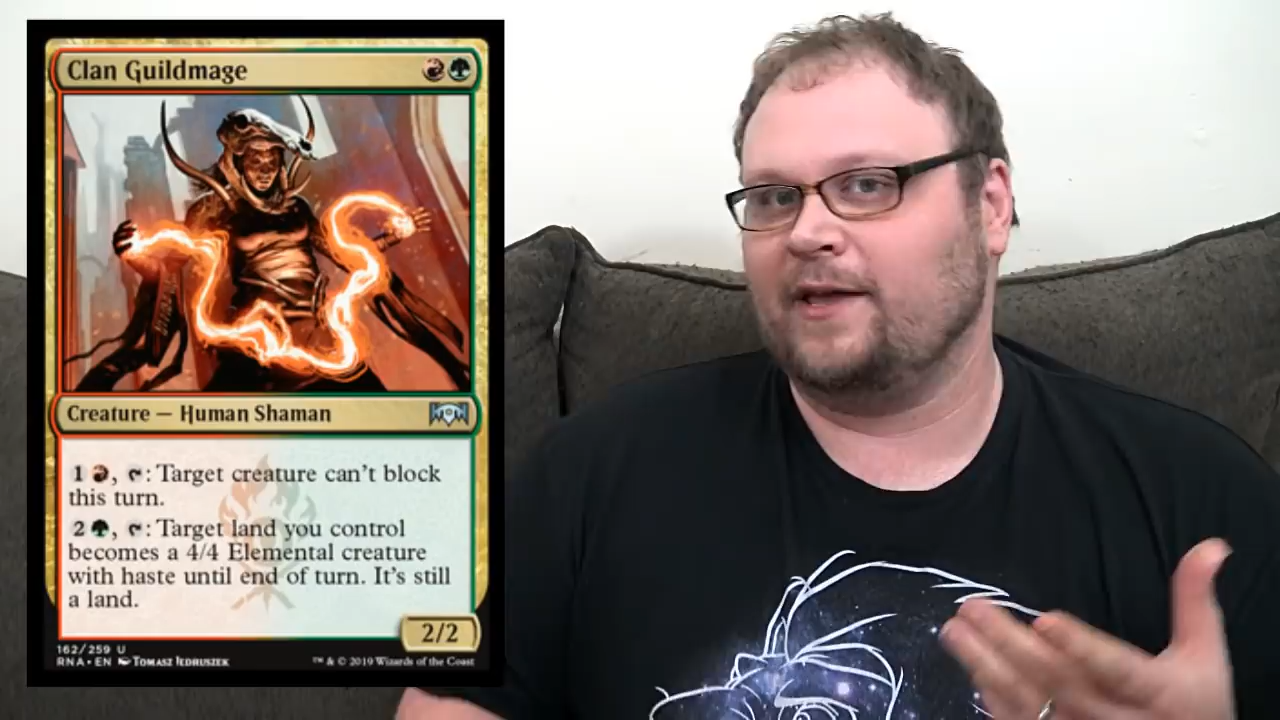 Clan Guildmage
Creature — Human Shaman
1 , : Target creature can't block
this turn.
2 , : Target land you control
becomes a 4/4 Elemental creature
with haste until end of turn. It's still
a land.
2/2
162/259 U
RNA • EN Tomasz Jedruszek
™ & © 2019 Wizards of the Coast